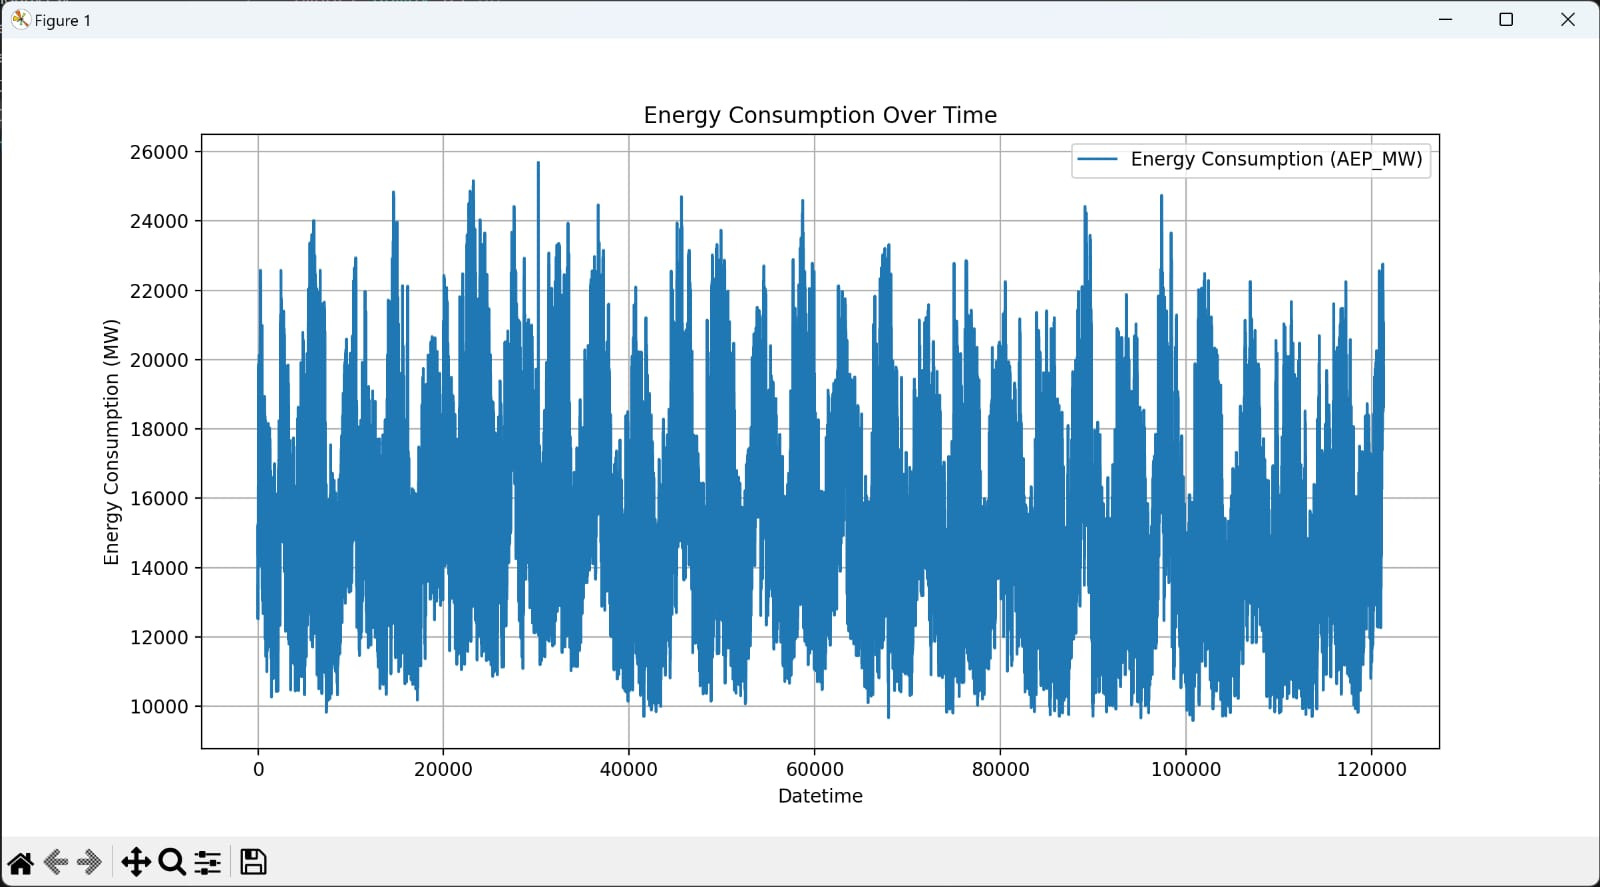 Figure 1
Energy Consumption Over Time
Energy Consumption (AEP_MW)
Energy Consumption (MW)
26000
24000
22000
20000
18000
16000
14000
12000
10000
0 20000 40000 60000 80000 100000 120000
Datetime